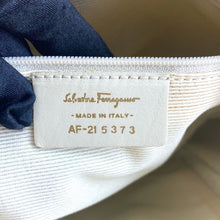 Salvatore Ferragamo
- MADE IN ITALY -
AF-21 5373